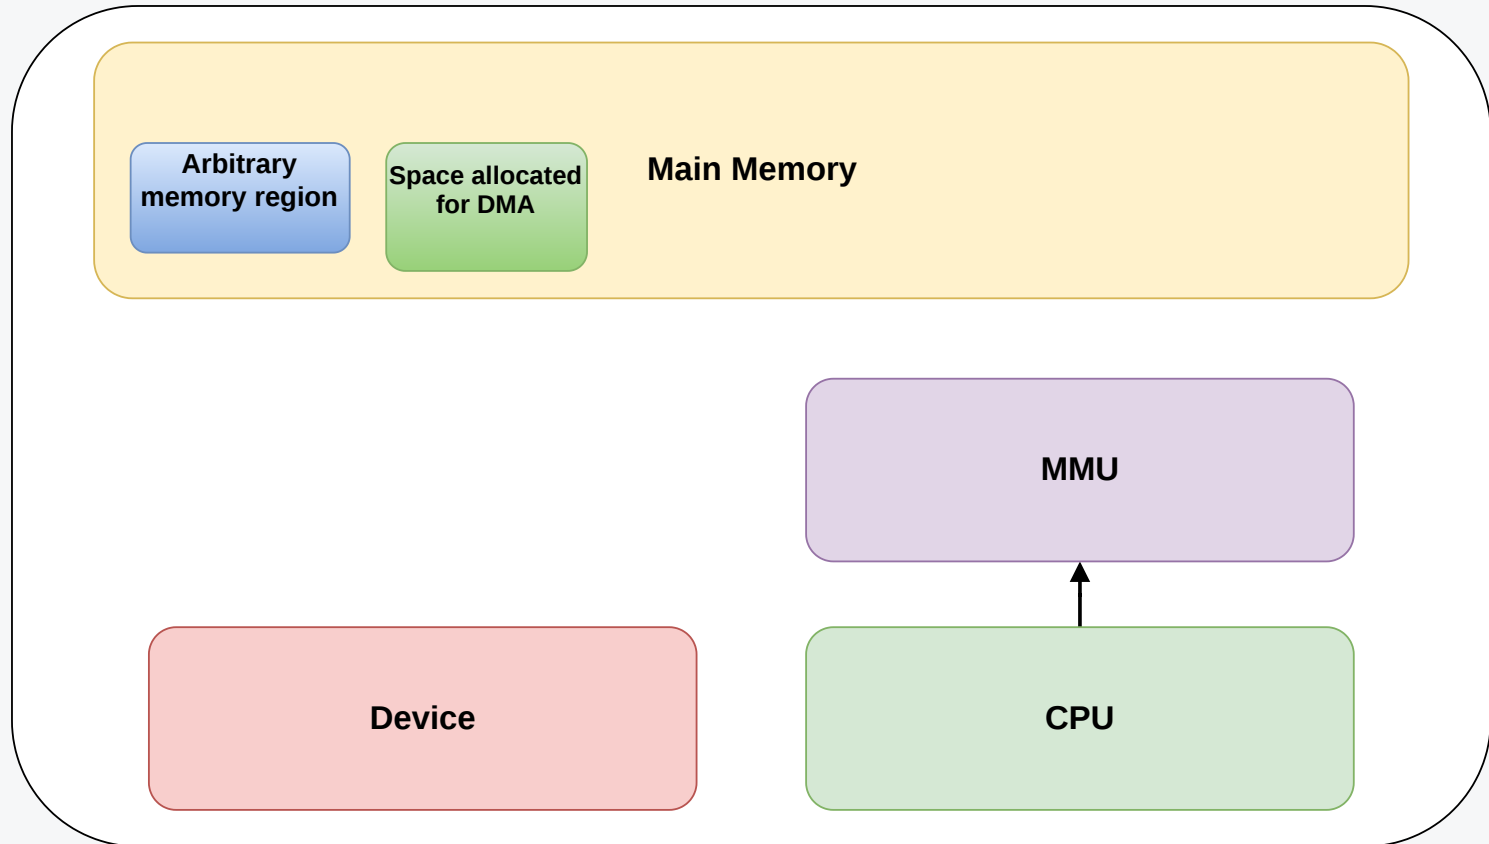 Arbitrary
memory region
Space allocated
for DMA
Main Memory
MMU
Device
CPU